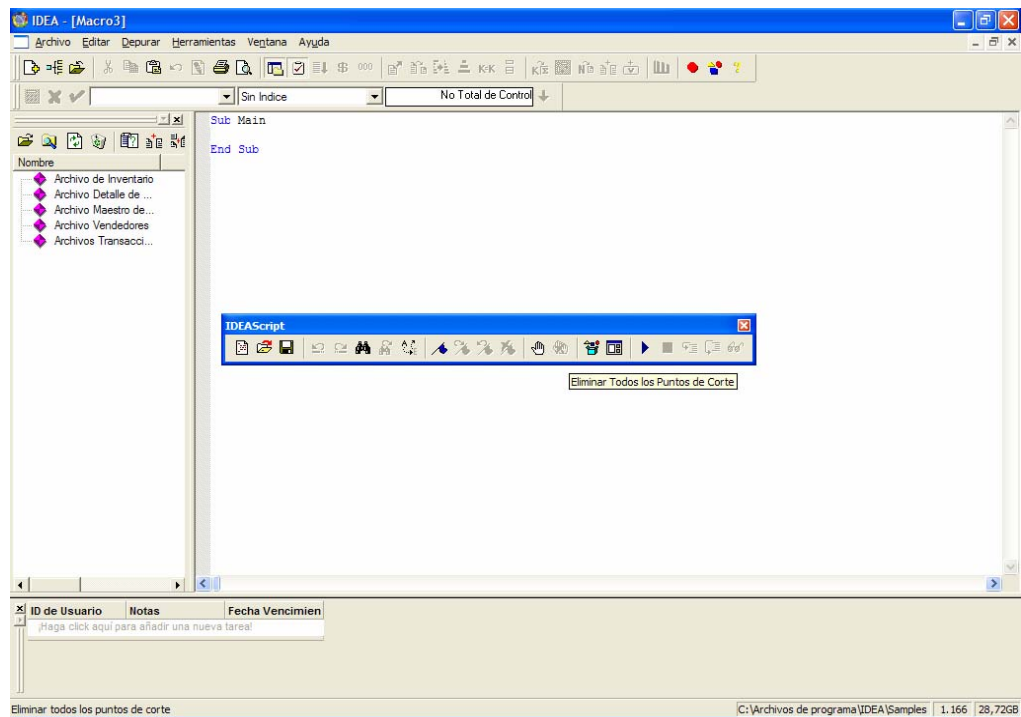 IDEA - [Macro3]
Archivo Editar Depurar Herramientas Ventana Ayuda
Sin Indice
No Total de Control
Sub Main
End Sub
Nombre
Archivo de Inventario
Archivo Detalle de ...
Archivo Maestro de...
Archivo Vendedores
Archivos Transacci...
IDEAScript
Eliminar Todos los Puntos de Corte
ID de Usuario Notas Fecha Vencimien
¡Haga click aquí para añadir una nueva tarea!
Eliminar todos los puntos de corte
C:\Archivos de programa\IDEA\Samples 1.166 28,72GB